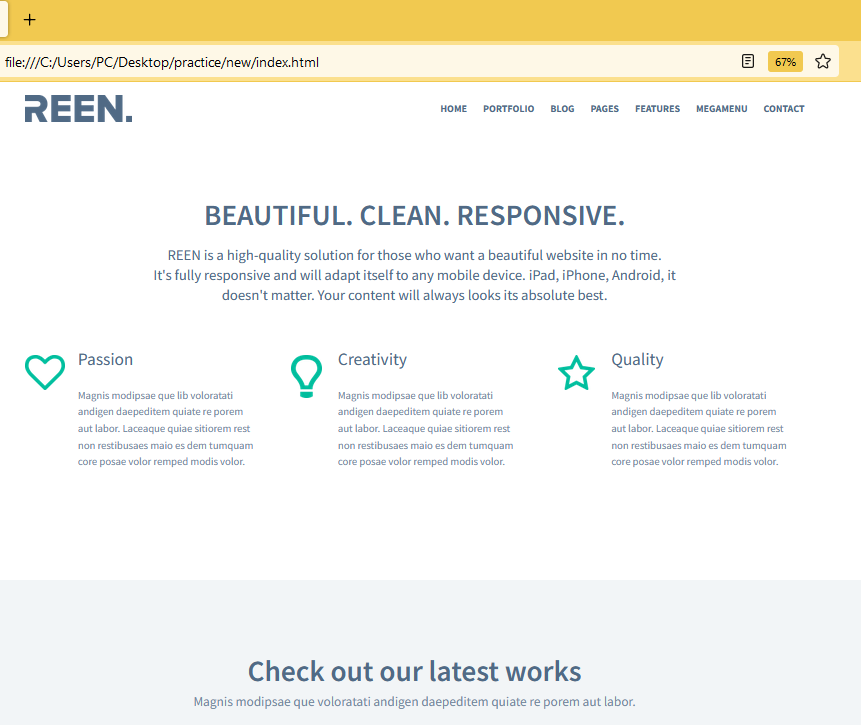 file:///C:/Users/PC/Desktop/practice/new/index.html
67%
REEN.
HOME PORTFOLIO BLOG PAGES FEATURES MEGAMENU CONTACT
BEAUTIFUL. CLEAN. RESPONSIVE.
REEN is a high-quality solution for those who want a beautiful website in no time.
It's fully responsive and will adapt itself to any mobile device. iPad, iPhone, Android, it
doesn't matter. Your content will always looks its absolute best.
Passion
Magnis modipsae que lib voloratati
andigen daepeditem quiate re porem
aut labor. Laceaque quiae sitiorem rest
non restibusaes maio es dem tumquam
core posae volor remped modis volor.
Creativity
Magnis modipsae que lib voloratati
andigen daepeditem quiate re porem
aut labor. Laceaque quiae sitiorem rest
non restibusaes maio es dem tumquam
core posae volor remped modis volor.
Quality
Magnis modipsae que lib voloratati
andigen daepeditem quiate re porem
aut labor. Laceaque quiae sitiorem rest
non restibusaes maio es dem tumquam
core posae volor remped modis volor.
Check out our latest works
Magnis modipsae que voloratati andigen daepeditem quiate re porem aut labor.